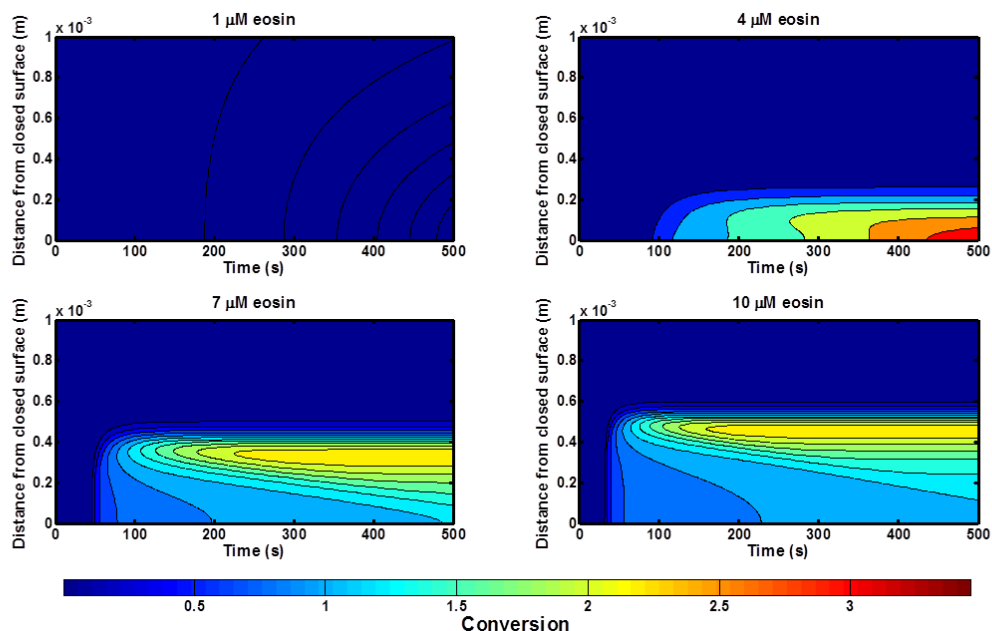 1 μM eosin
x 10⁻³
Distance from closed surface (m)
1
0.8
0.6
0.4
0.2
0
0 100 200 300 400 500
Time (s)
4 μM eosin
x 10⁻³
Distance from closed surface (m)
1
0.8
0.6
0.4
0.2
0
0 100 200 300 400 500
Time (s)
7 μM eosin
x 10⁻³
Distance from closed surface (m)
1
0.8
0.6
0.4
0.2
0
0 100 200 300 400 500
Time (s)
10 μM eosin
x 10⁻³
Distance from closed surface (m)
1
0.8
0.6
0.4
0.2
0
0 100 200 300 400 500
Time (s)
0.5 1 1.5 2 2.5 3
Conversion